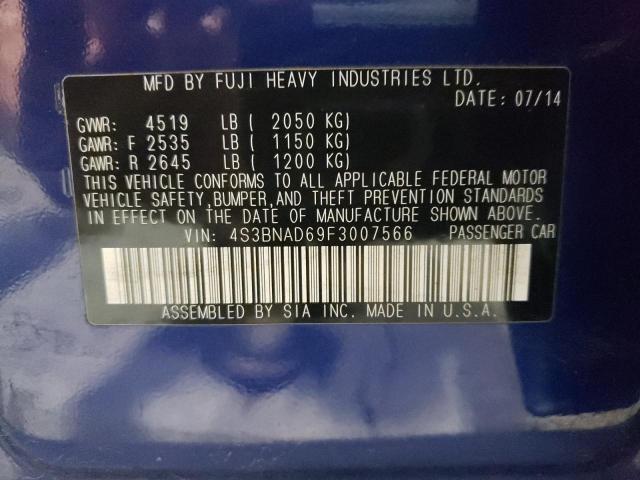 MFD BY FUJI HEAVY INDUSTRIES LTD.
DATE: 07/14
GVWR: 4519 LB ( 2050 KG)
GAWR: F 2535 LB ( 1150 KG)
GAWR: R 2645 LB ( 1200 KG)
THIS VEHICLE CONFORMS TO ALL APPLICABLE FEDERAL MOTOR
VEHICLE SAFETY,BUMPER,AND THEFT PREVENTION STANDARDS
IN EFFECT ON THE DATE OF MANUFACTURE SHOWN ABOVE.
VIN: 4S3BNAD69F3007566 PASSENGER CAR
ASSEMBLED BY SIA INC. MADE IN U.S.A.